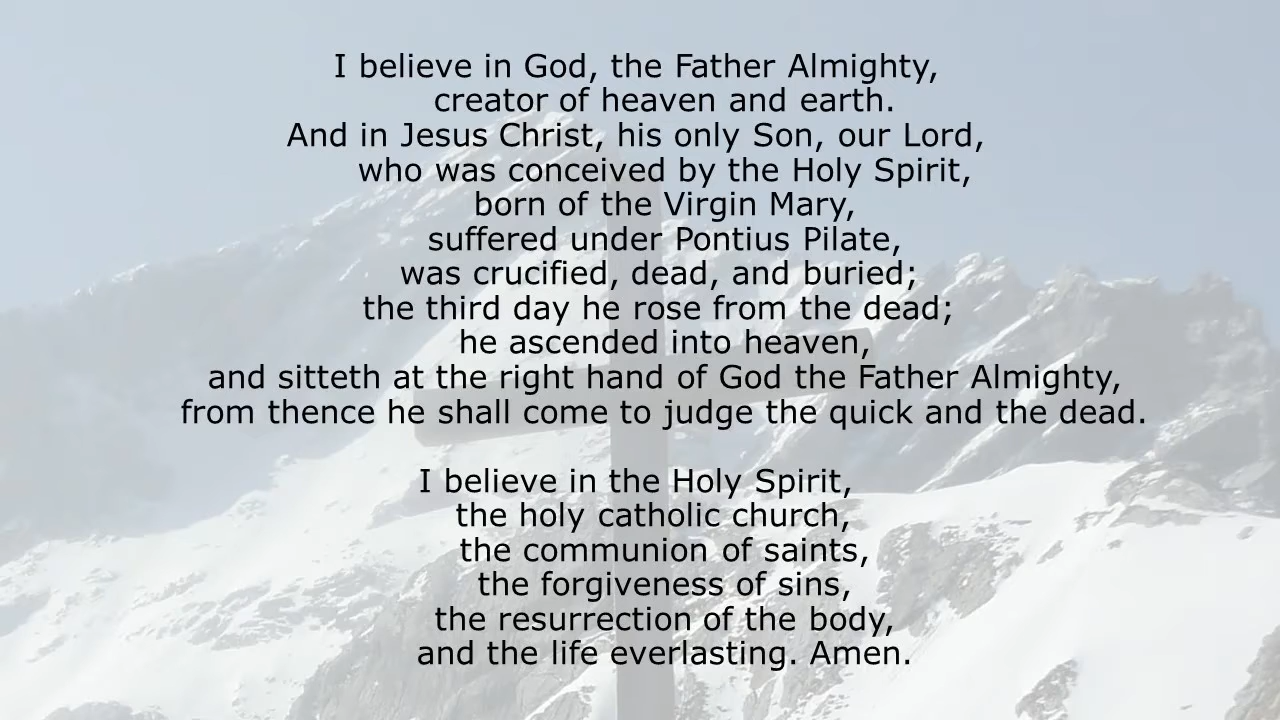 I believe in God, the Father Almighty,
creator of heaven and earth.
And in Jesus Christ, his only Son, our Lord,
who was conceived by the Holy Spirit,
born of the Virgin Mary,
suffered under Pontius Pilate,
was crucified, dead, and buried;
the third day he rose from the dead;
he ascended into heaven,
and sitteth at the right hand of God the Father Almighty,
from thence he shall come to judge the quick and the dead.
I believe in the Holy Spirit,
the holy catholic church,
the communion of saints,
the forgiveness of sins,
the resurrection of the body,
and the life everlasting. Amen.